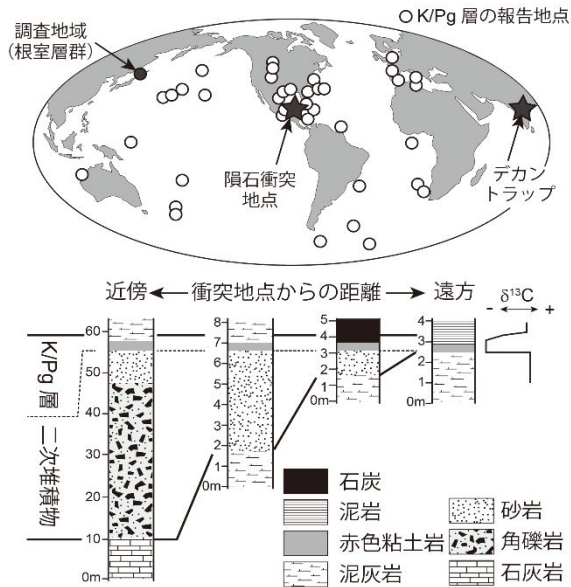 ○ K/Pg 層の報告地点
調査地域
(根室層群)
隕石衝突
地点
デカン
トラップ
近傍 ← 衝突地点からの距離 → 遠方
δ13C
- +
K/Pg 層
二次堆積物
60
50
40
30
20
10
0m
8
7
6
5
4
3
2
1
0m
5
4
3
2
1
0m
4
3
2
1
0m
石炭
泥岩
赤色粘土岩
泥灰岩
砂岩
角礫岩
石灰岩